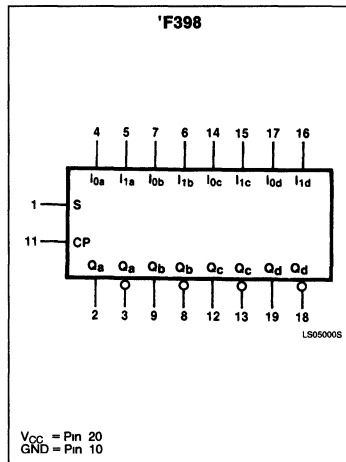 'F398
4 5 7 6 14 15 17 16
I0a I1a I0b I1b I0c I1c I0d I1d
1 S
11 CP
Qa Qa Qb Qb Qc Qc Qd Qd
2 3 9 8 12 13 19 18
LS05000S
VCC = Pin 20
GND = Pin 10